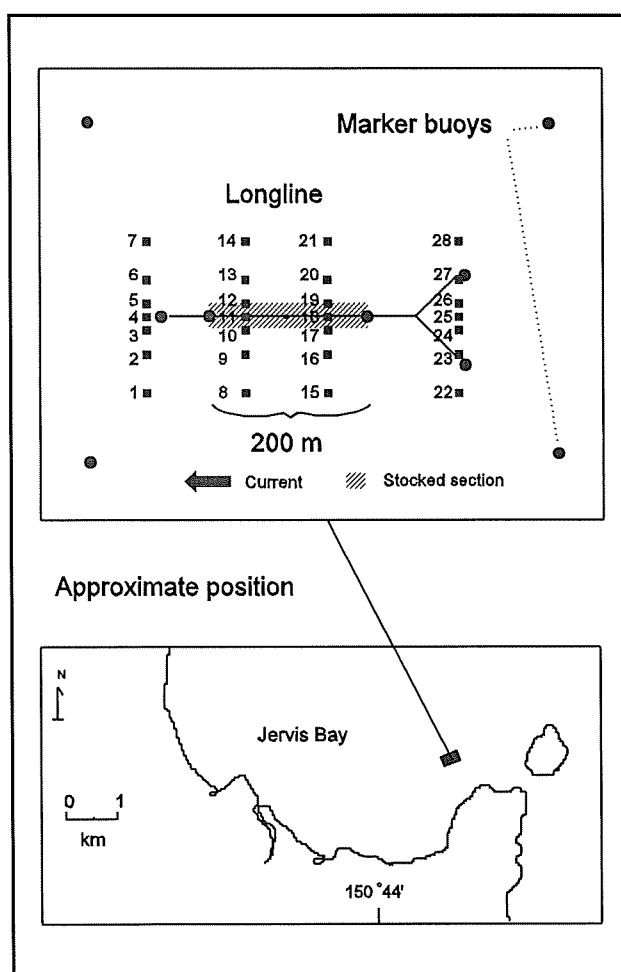 Marker buoys
Longline
7 14 21 28
6 13 20 27
5 12 19 26
4 11 18 25
3 10 17 24
2 9 16 23
1 8 15 22
200 m
Current Stocked section
Approximate position
N
Jervis Bay
0 1
km
150 °44'